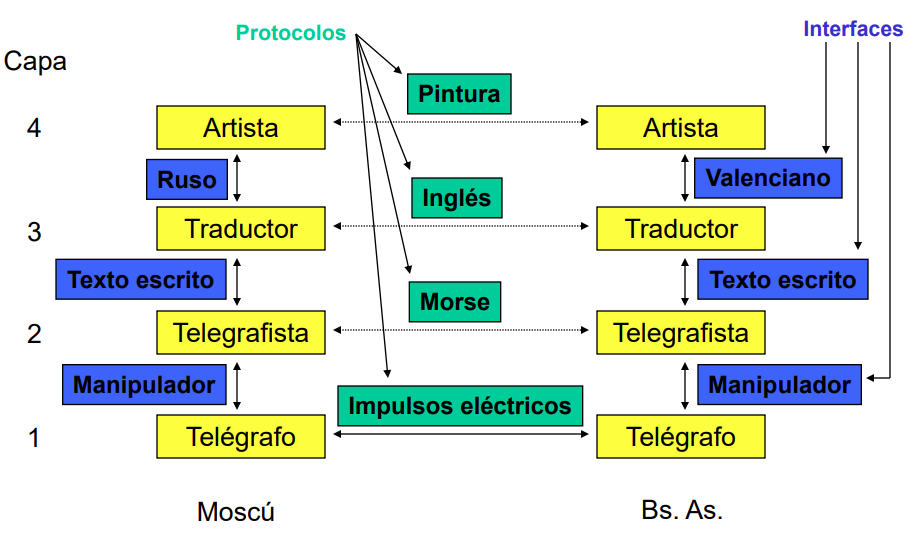 Protocolos
Interfaces
Capa
Pintura
4
Artista
Artista
Ruso
Valenciano
Inglés
3
Traductor
Traductor
Texto escrito
Texto escrito
Morse
2
Telegrafista
Telegrafista
Manipulador
Manipulador
Impulsos eléctricos
1
Telégrafo
Telégrafo
Moscú
Bs. As.